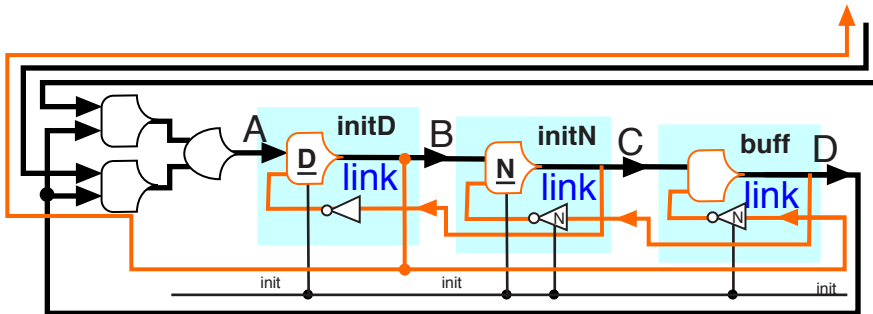 A initD B initN C buff D
D N
link link link
N N
init init init